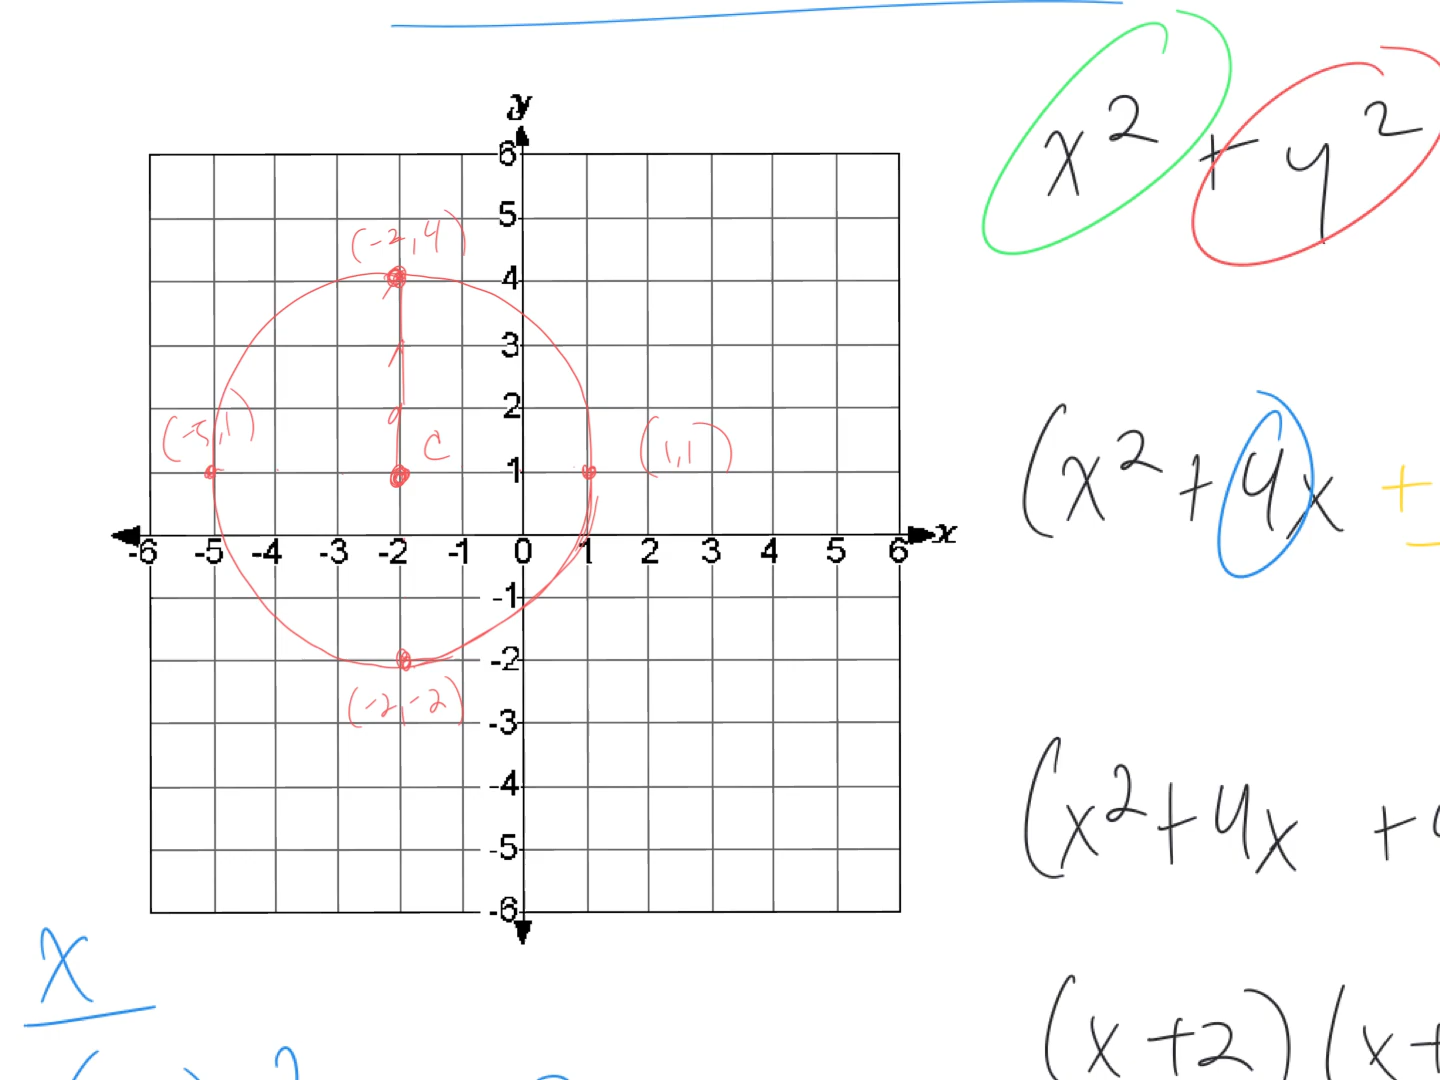 x² + y²
y
6
5
(-2,4)
4
3
2
(-5,1)
C
(1,1)
1
(x² + 4x +
x
-6 -5 -4 -3 -2 -1 0 1 2 3 4 5 6
-1
-2
(-2,-2)
-3
-4
(x² + 4x +
-5
-6
x
(x+2)(x+